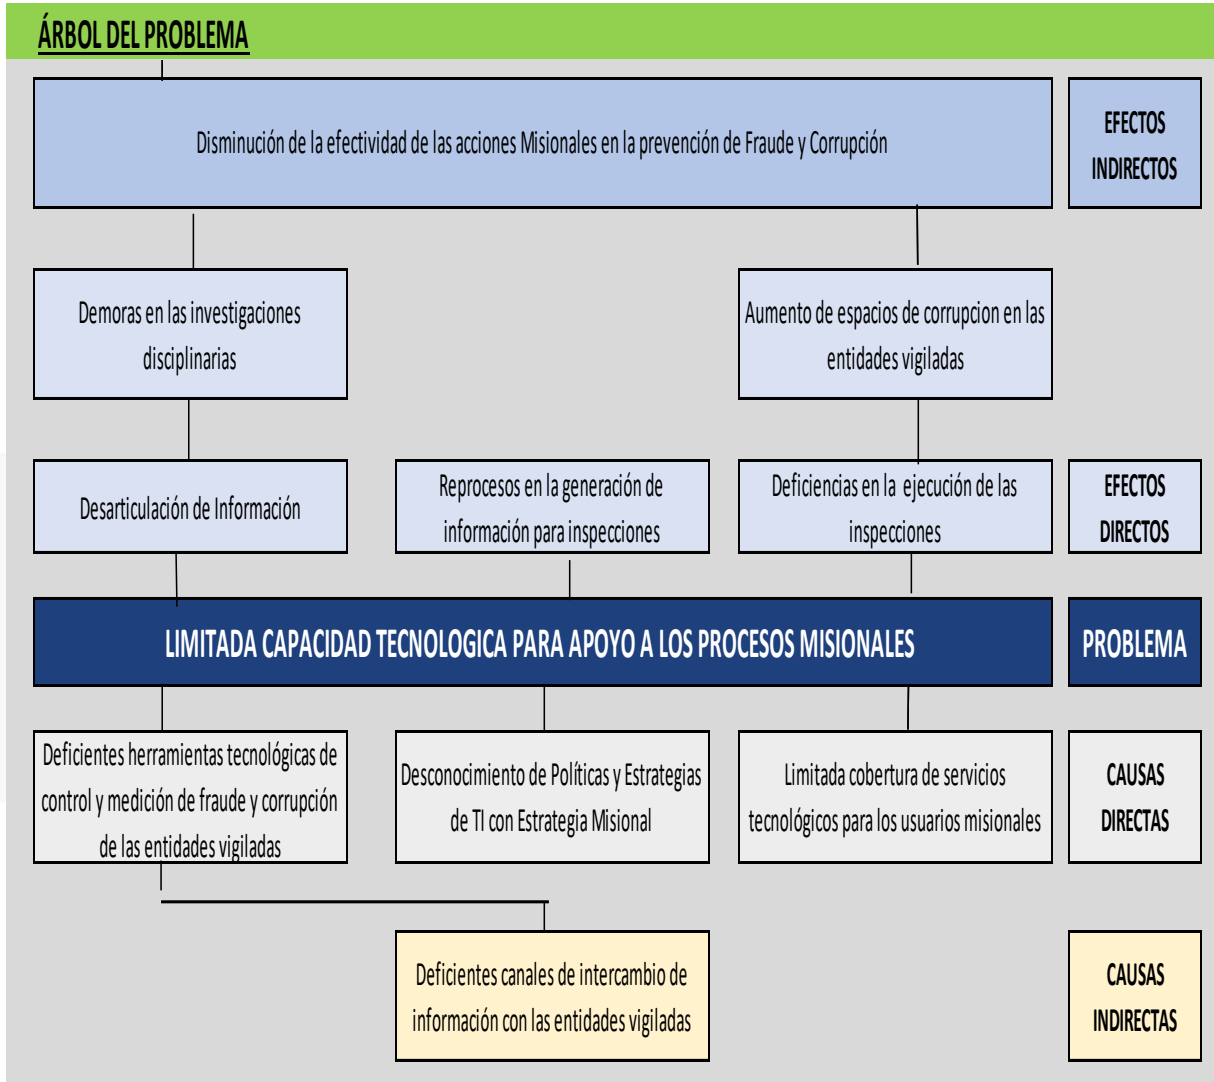 ÁRBOL DEL PROBLEMA
Disminución de la efectividad de las acciones Misionales en la prevención de Fraude y Corrupción
EFECTOS
INDIRECTOS
Demoras en las investigaciones
disciplinarias
Aumento de espacios de corrupcion en las
entidades vigiladas
Desarticulación de Información
Reprocesos en la generación de
información para inspecciones
Deficiencias en la ejecución de las
inspecciones
EFECTOS
DIRECTOS
LIMITADA CAPACIDAD TECNOLOGICA PARA APOYO A LOS PROCESOS MISIONALES
PROBLEMA
Deficientes herramientas tecnológicas de
control y medición de fraude y corrupción
de las entidades vigiladas
Desconocimiento de Políticas y Estrategias
de TI con Estrategia Misional
Limitada cobertura de servicios
tecnológicos para los usuarios misionales
CAUSAS
DIRECTAS
Deficientes canales de intercambio de
información con las entidades vigiladas
CAUSAS
INDIRECTAS